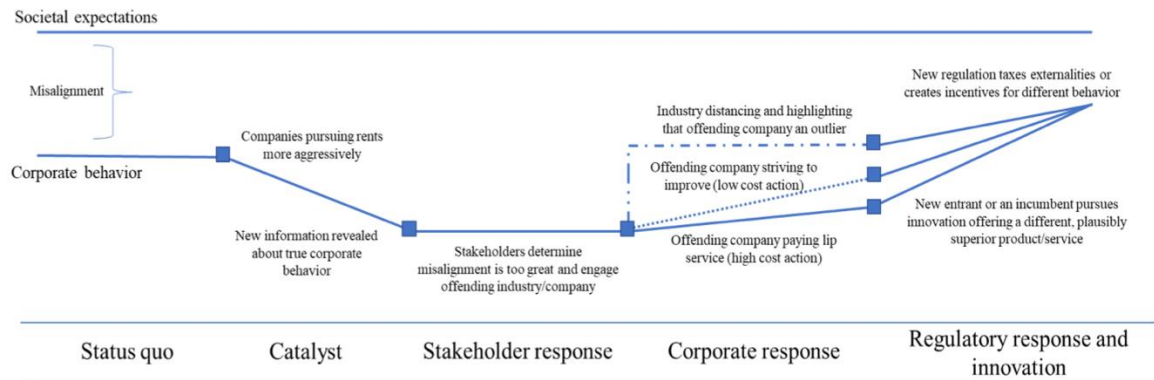 Societal expectations
Misalignment
Corporate behavior
Companies pursuing rents
more aggressively
New information revealed
about true corporate
behavior
Stakeholders determine
misalignment is too great and engage
offending industry/company
Industry distancing and highlighting
that offending company an outlier
Offending company striving to
improve (low cost action)
Offending company paying lip
service (high cost action)
New regulation taxes externalities or
creates incentives for different behavior
New entrant or an incumbent pursues
innovation offering a different, plausibly
superior product/service
Status quo
Catalyst
Stakeholder response
Corporate response
Regulatory response and
innovation